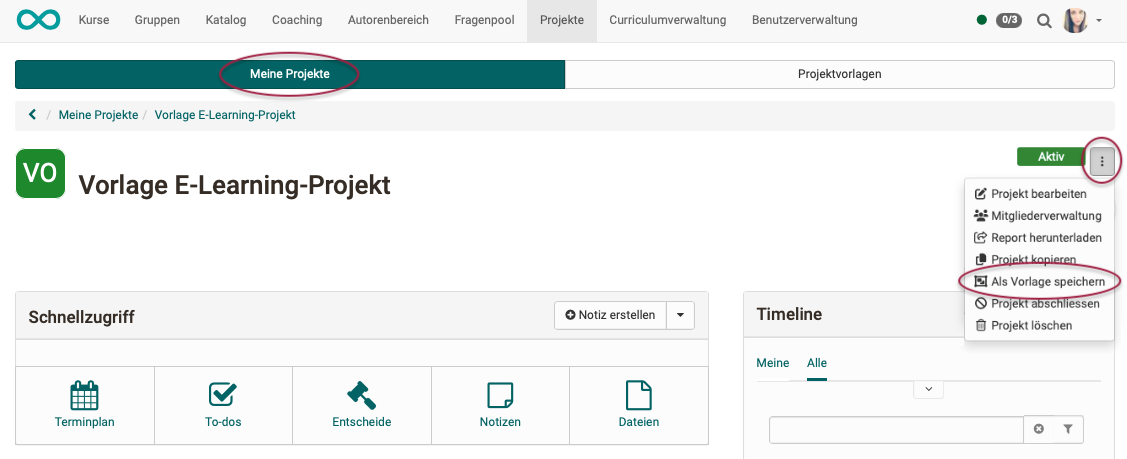 Kurse Gruppen Katalog Coaching Autorenbereich Fragenpool Projekte Curriculumverwaltung Benutzerverwaltung 0/3
Meine Projekte Projektvorlagen
/ Meine Projekte / Vorlage E-Learning-Projekt
VO Vorlage E-Learning-Projekt
Aktiv
Projekt bearbeiten
Mitgliederverwaltung
Report herunterladen
Projekt kopieren
Als Vorlage speichern
Projekt abschliessen
Projekt löschen
Schnellzugriff Notiz erstellen
Terminplan To-dos Entscheide Notizen Dateien
Timeline
Meine Alle